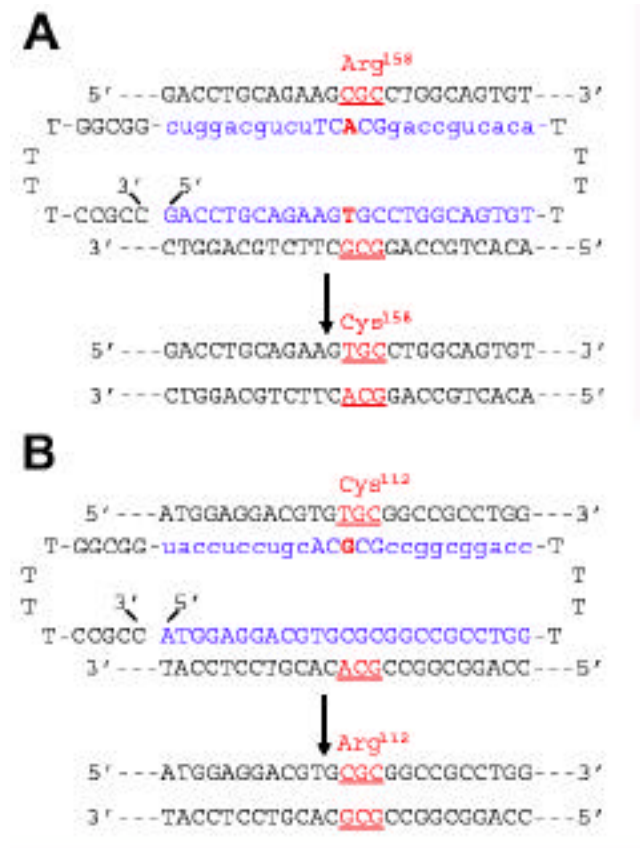 A
Arg158
5'---GACCTGCAGAAGCGCCTGGCAGTGT---3'
T-GGCGG-cuggacgucuTCACGgaccgucaca-T
T T
T T
3' 5'
T-CCGCC GACCTGCAGAAGTGCCTGGCAGTGT-T
3'---CTGGACGTCTTCGCGGACCGTCACA---5'
Cys158
5'---GACCTGCAGAAGTGCCTGGCAGTGT---3'
3'---CTGGACGTCTTCACGGACCGTCACA---5'
B
Cys112
5'---ATGGAGGACGTGTGCGGCCGCCTGG---3'
T-GGCGG-uaccuccugcACGCGccggcggacc-T
T T
T T
3' 5'
T-CCGCC ATGGAGGACGTGCGCGGCCGCCTGG-T
3'---TACCTCCTGCACACGCCGGCGGACC---5'
Arg112
5'---ATGGAGGACGTGCGCGGCCGCCTGG---3'
3'---TACCTCCTGCACGCGCCGGCGGACC---5'